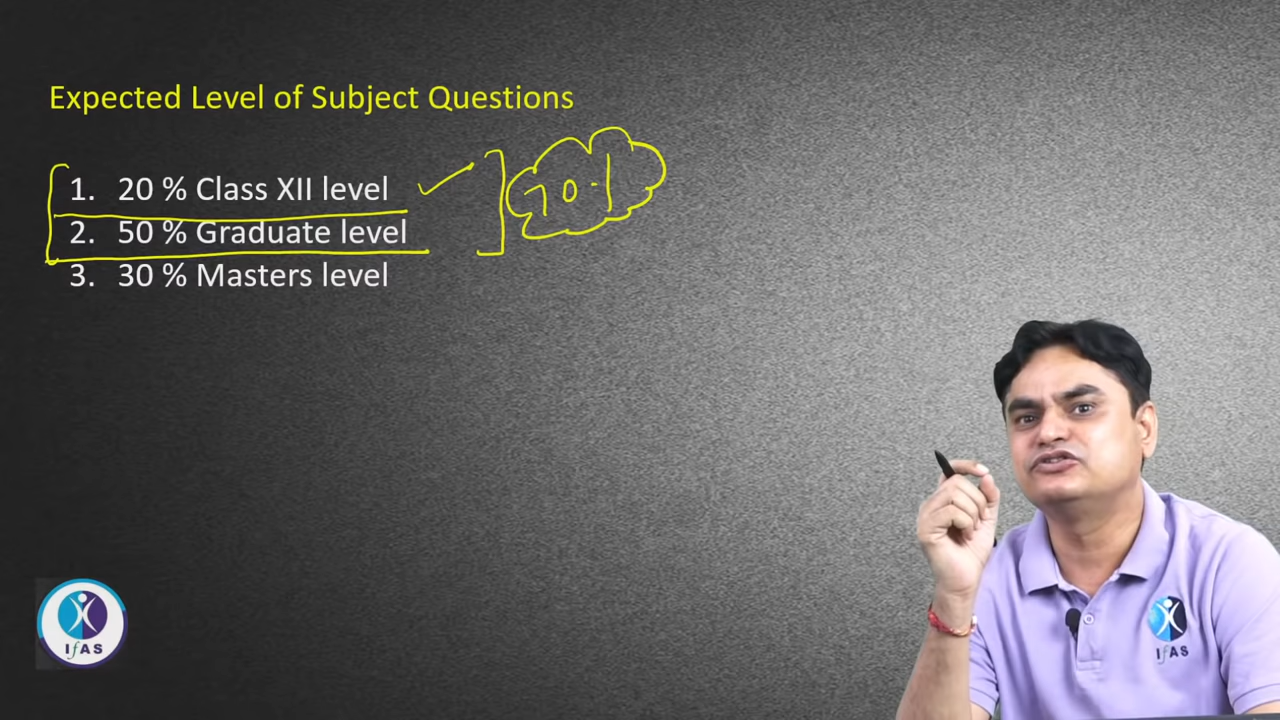 Expected Level of Subject Questions
1. 20 % Class XII level
2. 50 % Graduate level
3. 30 % Masters level
70%
IfAS
IfAS